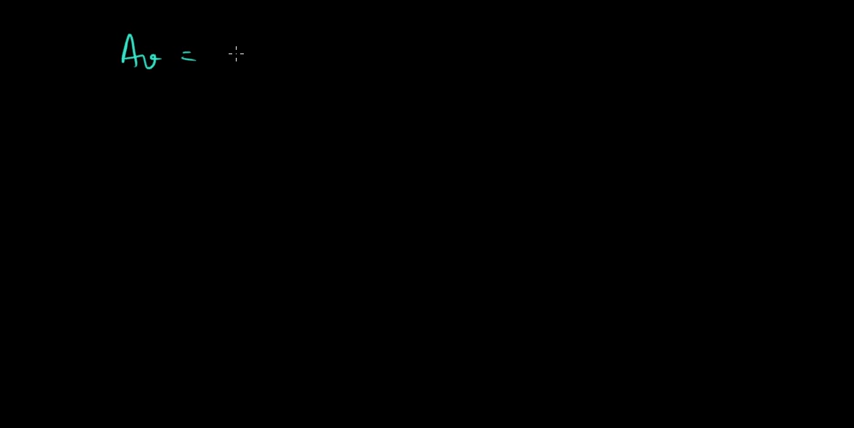 Av =